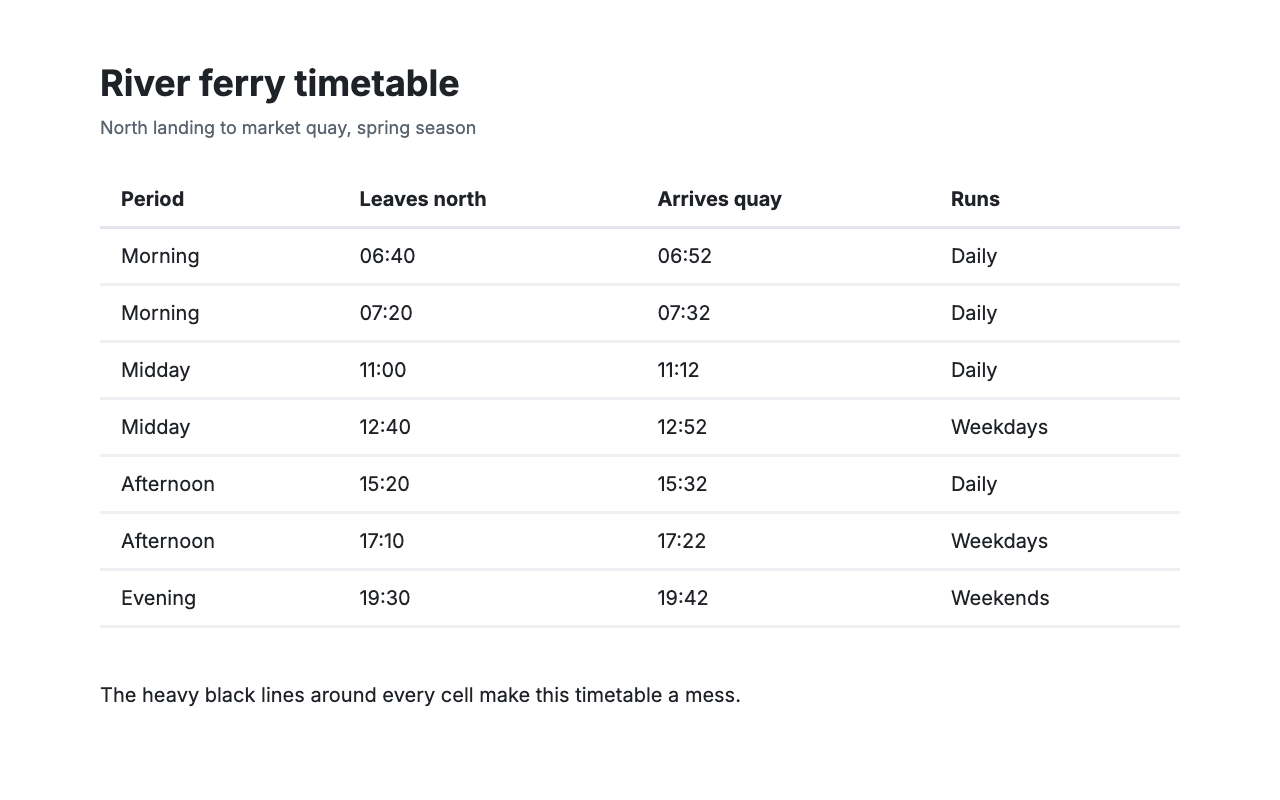 River ferry timetable
North landing to market quay, spring season
Period Leaves north Arrives quay Runs
Morning 06:40 06:52 Daily
Morning 07:20 07:32 Daily
Midday 11:00 11:12 Daily
Midday 12:40 12:52 Weekdays
Afternoon 15:20 15:32 Daily
Afternoon 17:10 17:22 Weekdays
Evening 19:30 19:42 Weekends
The heavy black lines around every cell make this timetable a mess.